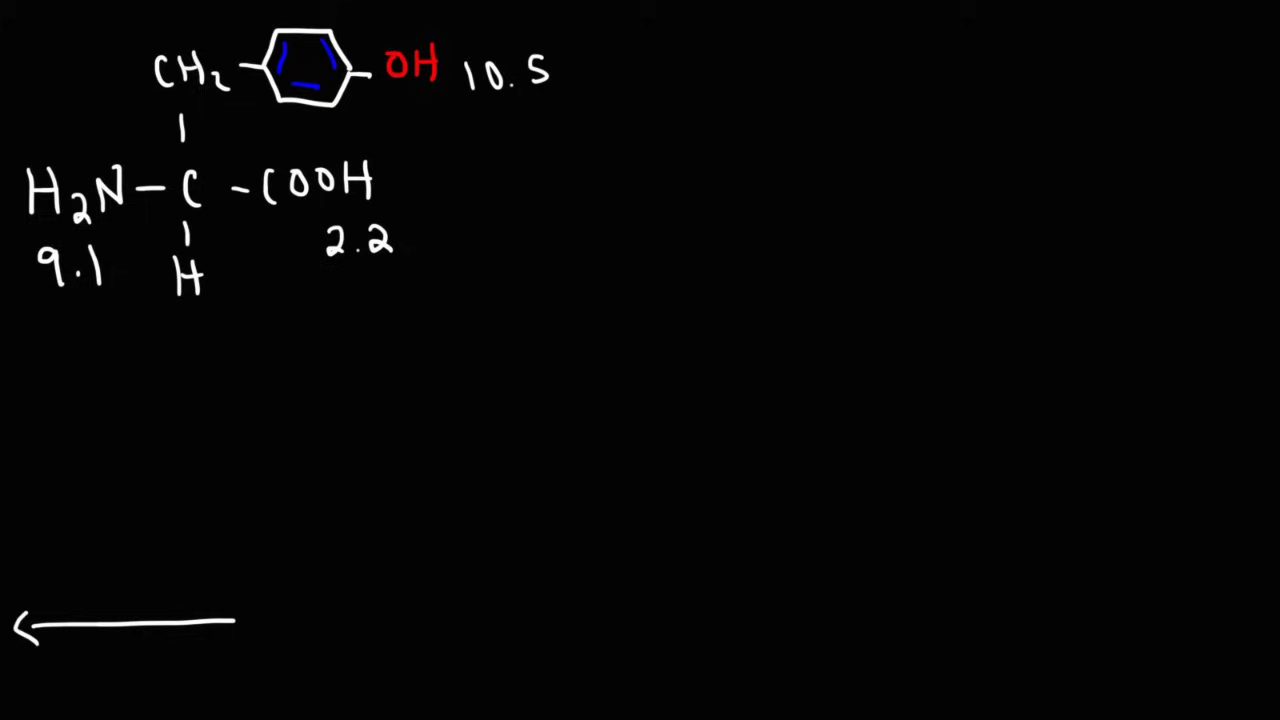 CH₂ - OH 10.5
H₂N - C - COOH
9.1 H 2.2